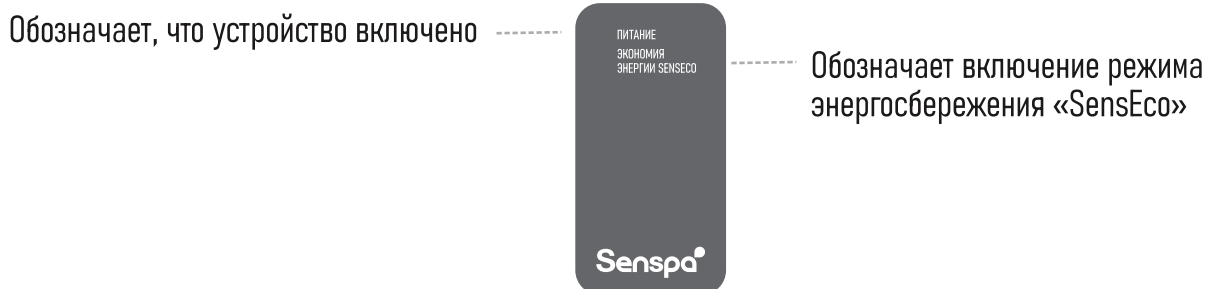 Обозначает, что устройство включено
ПИТАНИЕ
ЭКОНОМИЯ
ЭНЕРГИИ SENSECO
Обозначает включение режима
энергосбережения «SensEco»
Senspa